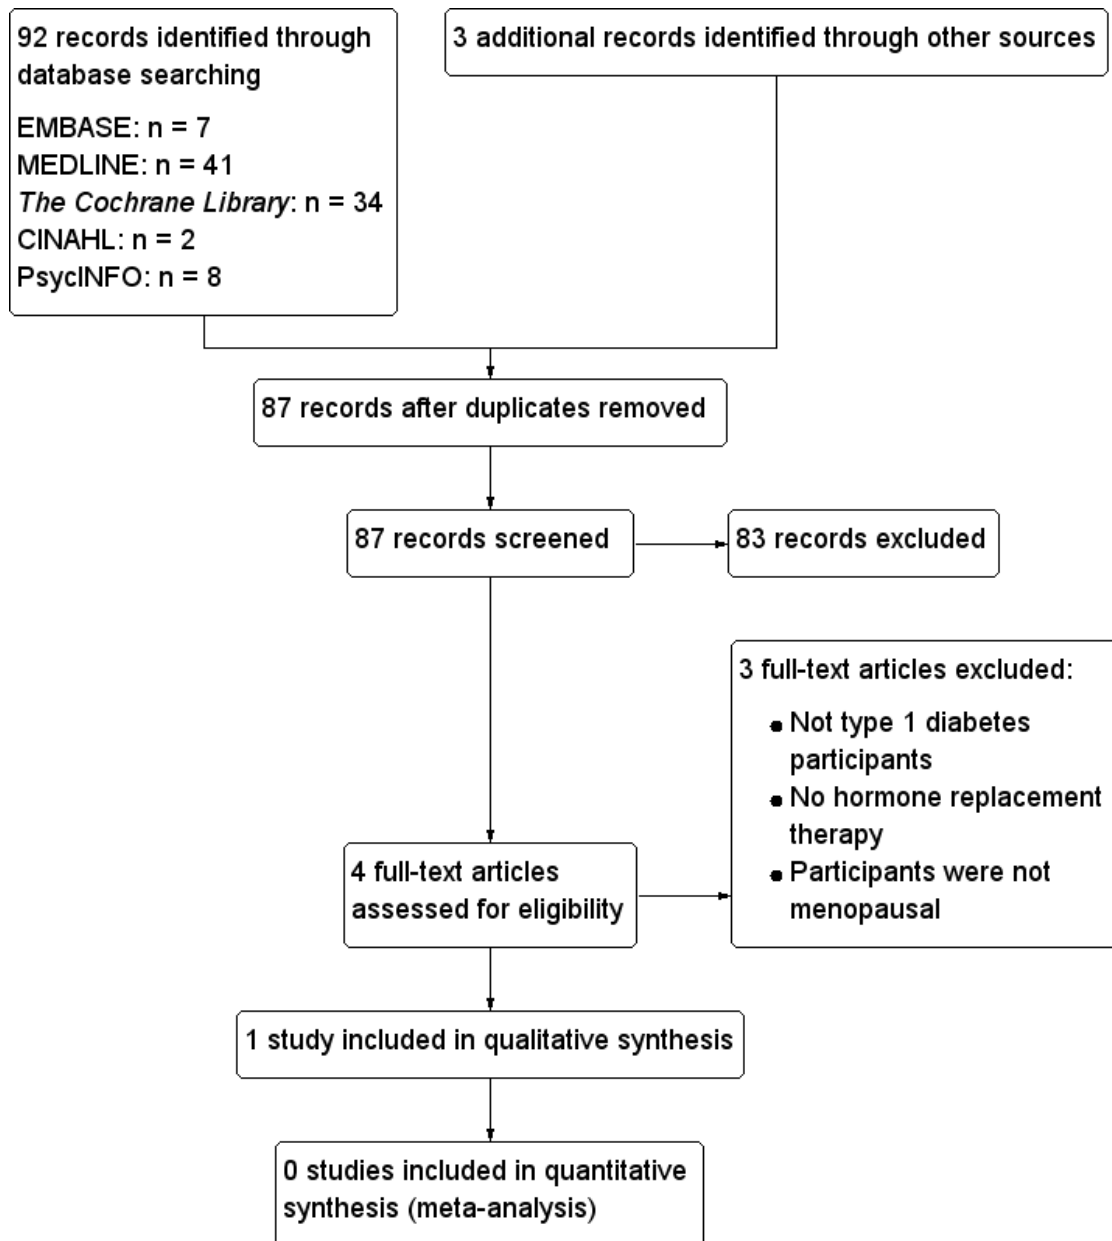 92 records identified through
database searching
EMBASE: n = 7
MEDLINE: n = 41
The Cochrane Library: n = 34
CINAHL: n = 2
PsycINFO: n = 8
3 additional records identified through other sources
87 records after duplicates removed
87 records screened
83 records excluded
4 full-text articles
assessed for eligibility
3 full-text articles excluded:
● Not type 1 diabetes
participants
● No hormone replacement
therapy
● Participants were not
menopausal
1 study included in qualitative synthesis
0 studies included in quantitative
synthesis (meta-analysis)